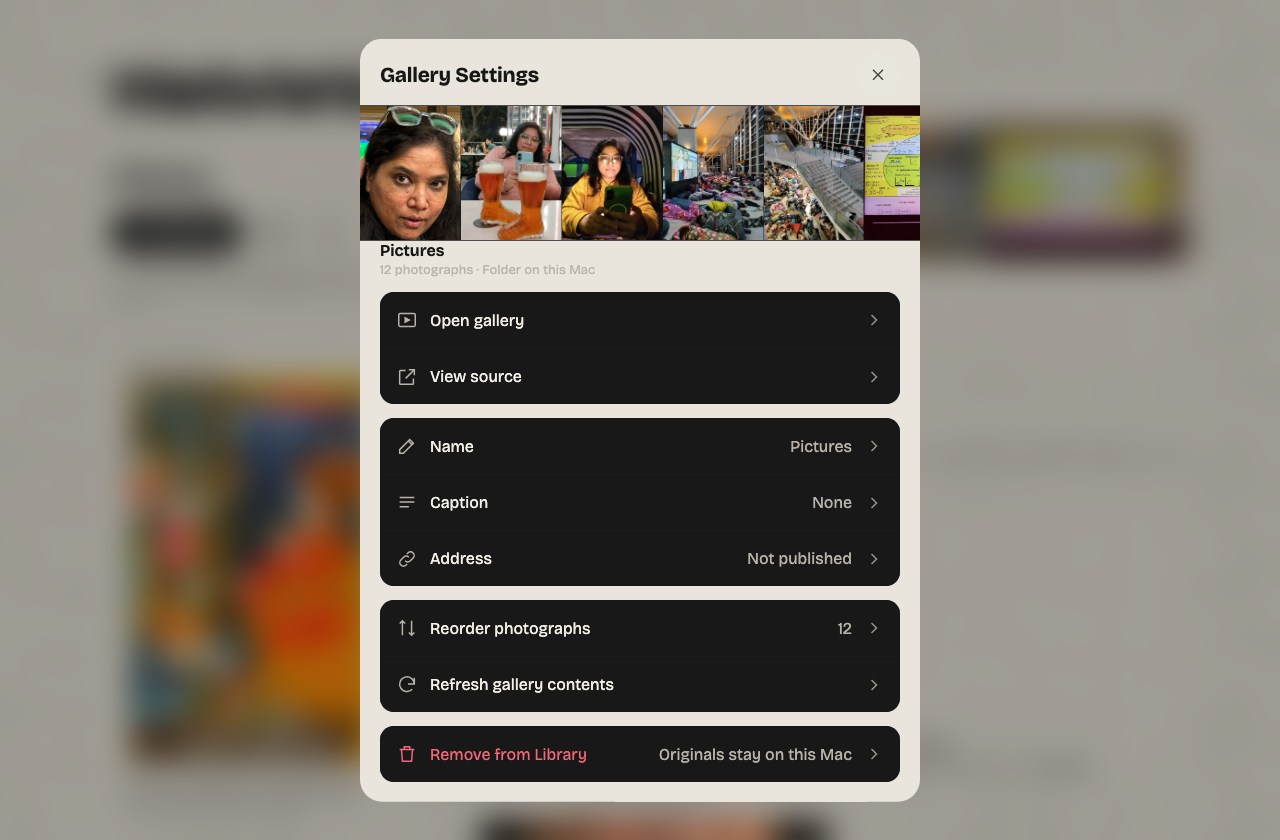 Gallery Settings
Pictures
12 photographs · Folder on this Mac
Open gallery
View source
Name Pictures
Caption None
Address Not published
Reorder photographs 12
Refresh gallery contents
Remove from Library Originals stay on this Mac